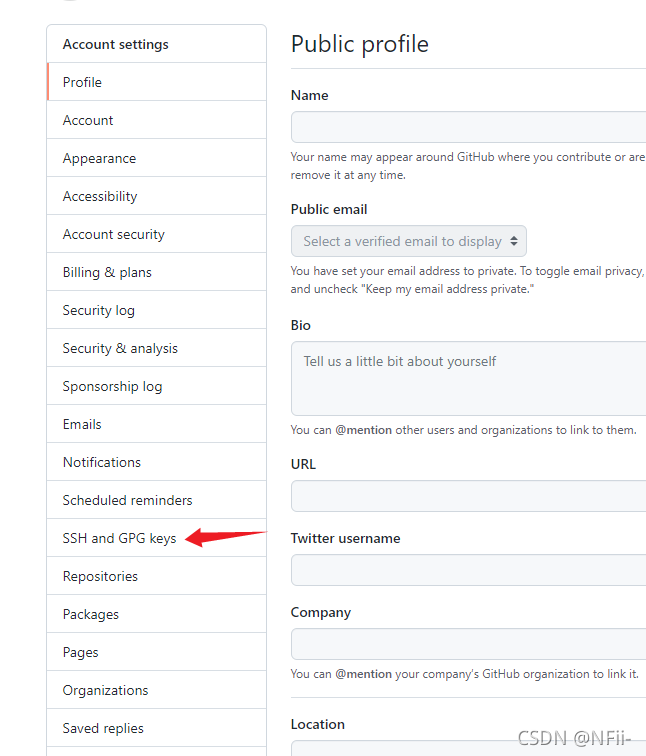 Account settings
Profile
Account
Appearance
Accessibility
Account security
Billing & plans
Security log
Security & analysis
Sponsorship log
Emails
Notifications
Scheduled reminders
SSH and GPG keys
Repositories
Packages
Pages
Organizations
Saved replies
Public profile
Name
Your name may appear around GitHub where you contribute or are
remove it at any time.
Public email
Select a verified email to display
You have set your email address to private. To toggle email privacy,
and uncheck "Keep my email address private."
Bio
Tell us a little bit about yourself
You can @mention other users and organizations to link to them.
URL
Twitter username
Company
You can @mention your company's GitHub organization to link it.
Location
CSDN @NFii-